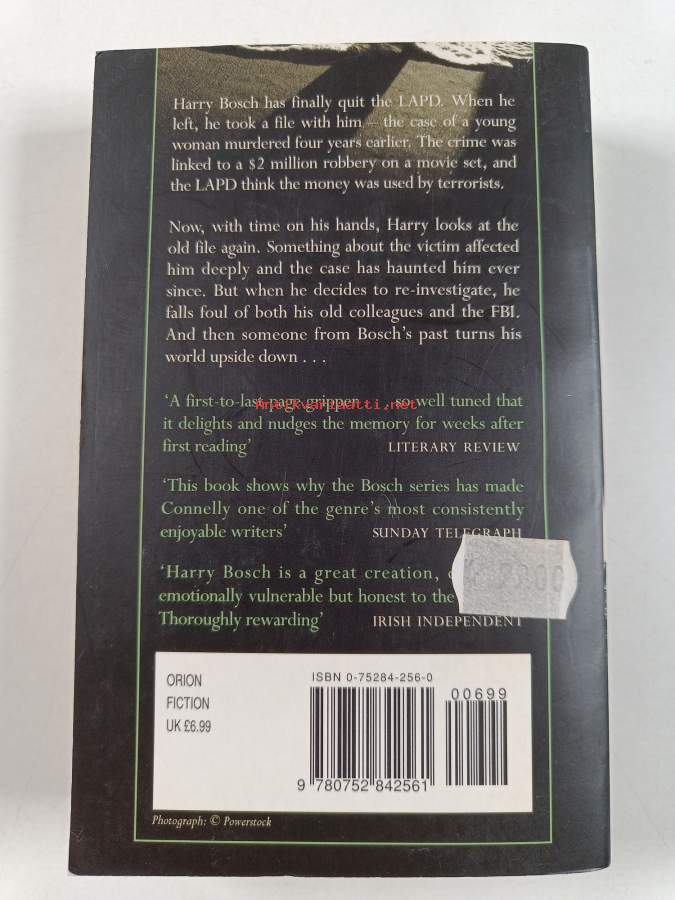 Harry Bosch has finally quit the LAPD. When he
left, he took a file with him – the case of a young
woman murdered four years earlier. The crime was
linked to a $2 million robbery on a movie set, and
the LAPD think the money was used by terrorists.
Now, with time on his hands, Harry looks at the
old file again. Something about the victim affected
him deeply and the case has haunted him ever
since. But when he decides to re-investigate, he
falls foul of both his old colleagues and the FBI.
And then someone from Bosch's past turns his
world upside down . . .
'A first-to-last-page gripper . . . so well tuned that
it delights and nudges the memory for weeks after
first reading' LITERARY REVIEW
Antikvariaatti.net
'This book shows why the Bosch series has made
Connelly one of the genre's most consistently
enjoyable writers' SUNDAY TELEGRAPH
'Harry Bosch is a great creation,
emotionally vulnerable but honest to the
Thoroughly rewarding' IRISH INDEPENDENT
ORION
FICTION
UK £6.99
ISBN 0-75284-256-0
00699
9 780752 842561
Photograph: © Powerstock